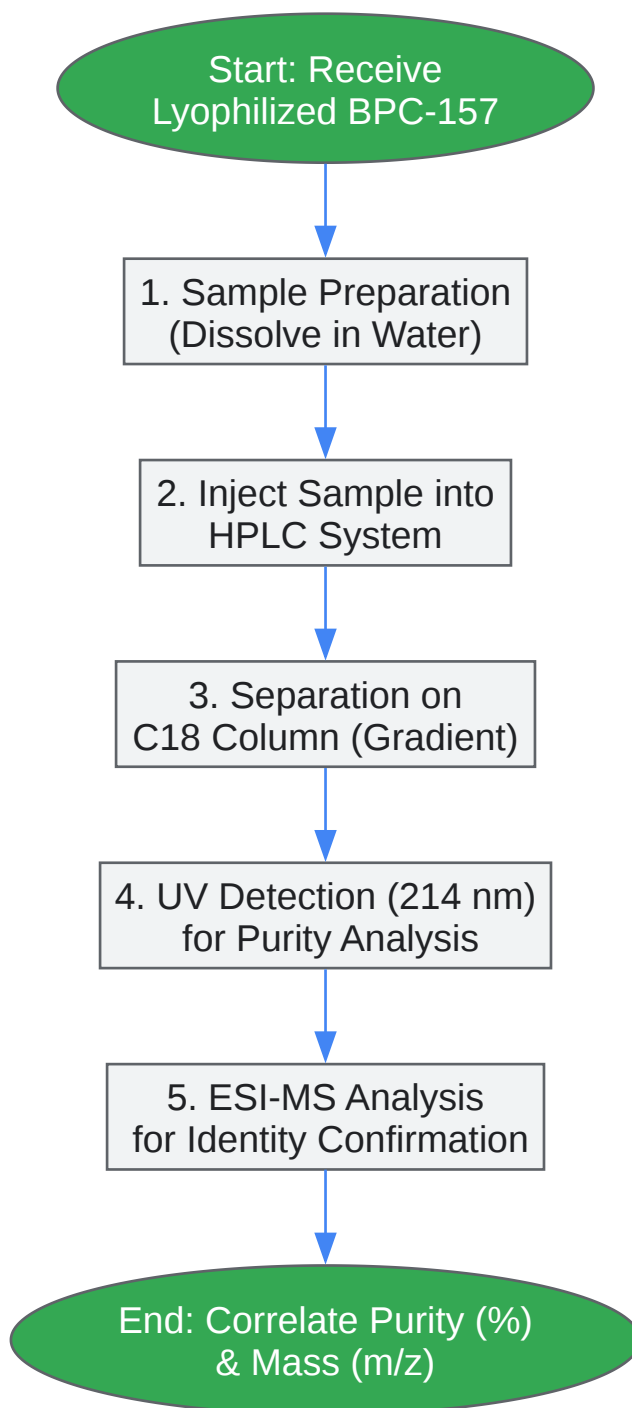 Start: Receive
Lyophilized BPC-157
1. Sample Preparation
(Dissolve in Water)
2. Inject Sample into
HPLC System
3. Separation on
C18 Column (Gradient)
4. UV Detection (214 nm)
for Purity Analysis
5. ESI-MS Analysis
for Identity Confirmation
End: Correlate Purity (%)
& Mass (m/z)